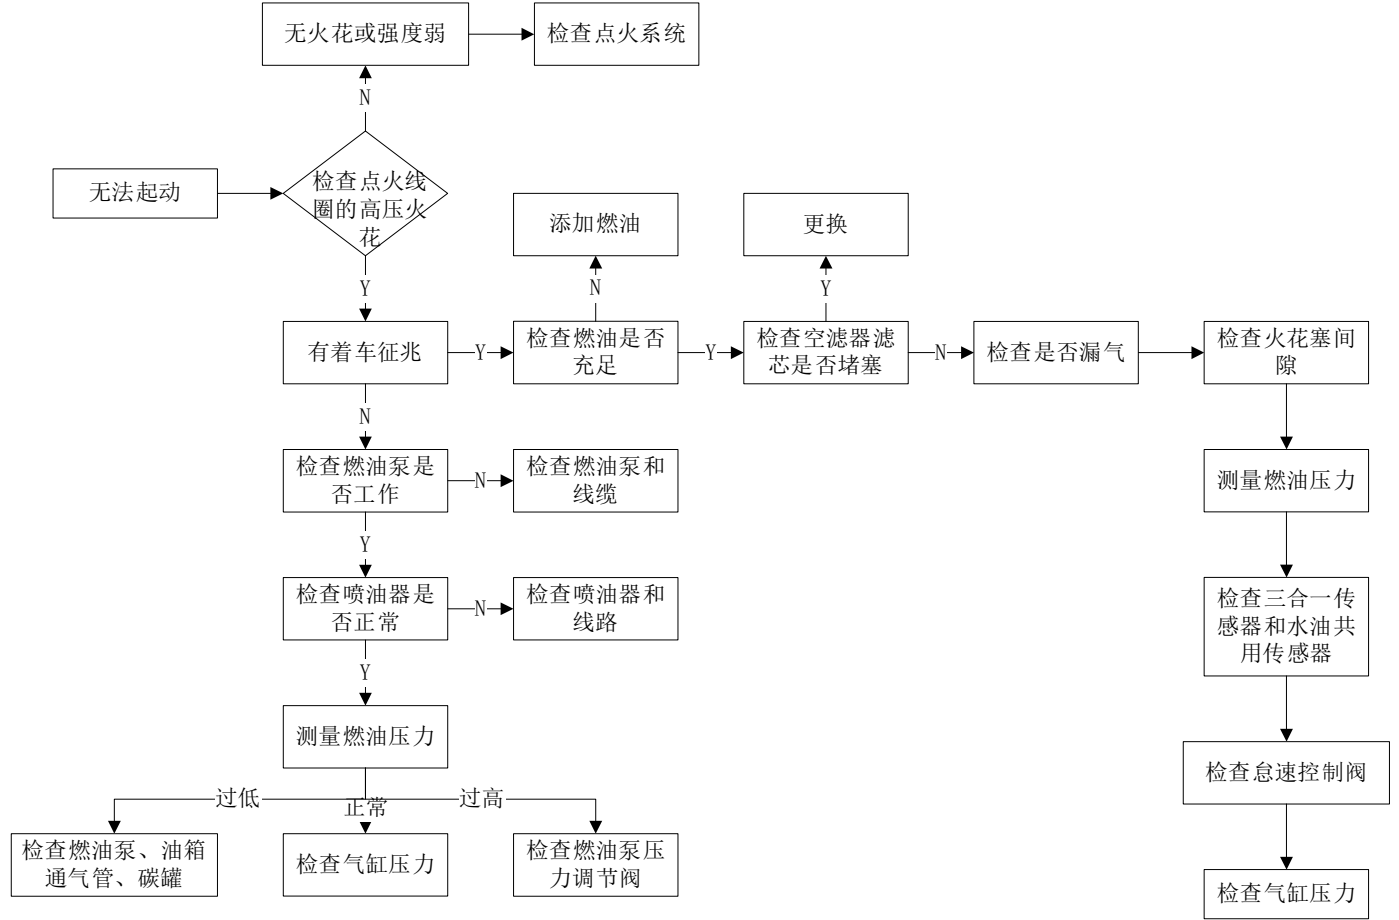 无火花或强度弱
检查点火系统
N
无法起动
检查点火线
圈的高压火
花
添加燃油
更换
Y
N
Y
有着车征兆
Y
检查燃油是否
充足
Y
检查空滤器滤
芯是否堵塞
N
检查是否漏气
检查火花塞间
隙
N
检查燃油泵是
否工作
N
检查燃油泵和
线缆
测量燃油压力
Y
检查喷油器是
否正常
N
检查喷油器和
线路
检查三合一传
感器和水油共
用传感器
Y
测量燃油压力
检查怠速控制阀
过低
正常
过高
检查燃油泵、油箱
通气管、碳罐
检查气缸压力
检查燃油泵压
力调节阀
检查气缸压力